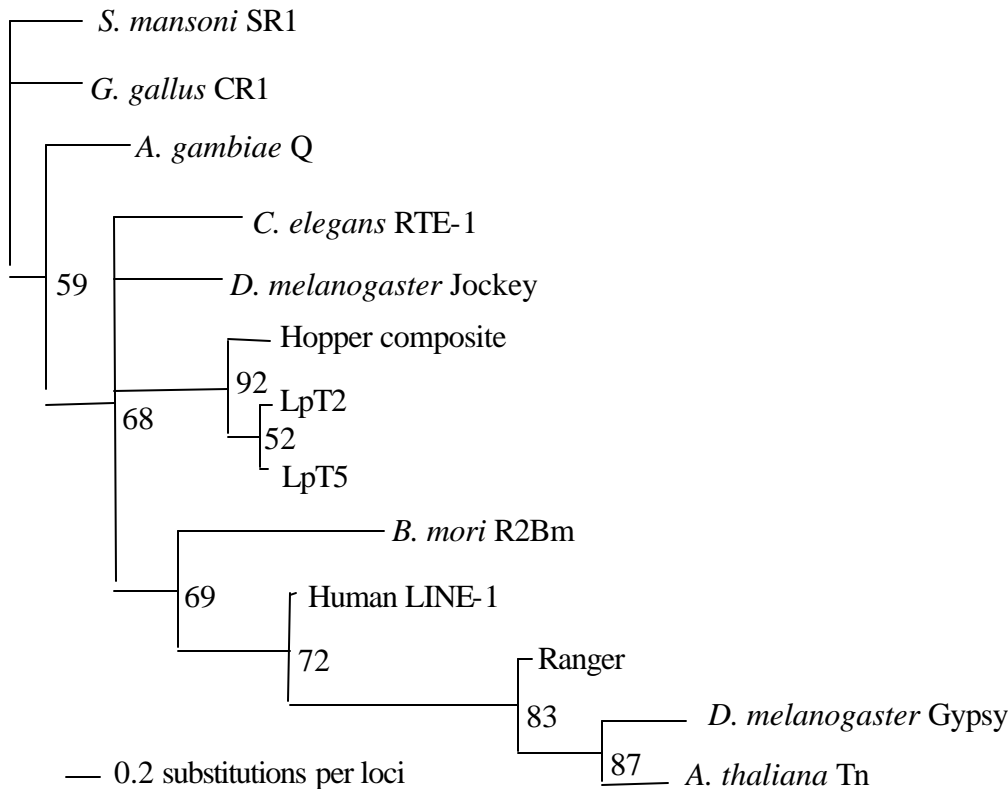 S. mansoni SR1
G. gallus CR1
A. gambiae Q
C. elegans RTE-1
59
D. melanogaster Jockey
Hopper composite
92
LpT2
68
52
LpT5
B. mori R2Bm
69
Human LINE-1
72
Ranger
83
D. melanogaster Gypsy
87
0.2 substitutions per loci
A. thaliana Tn